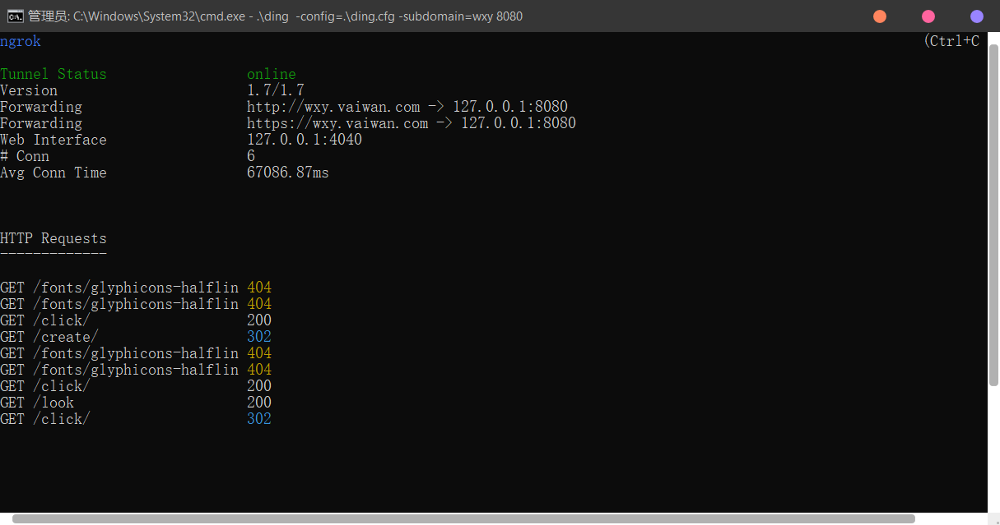 管理员: C:\Windows\System32\cmd.exe - .\ding  -config=.\ding.cfg -subdomain=wxy 8080
ngrok (Ctrl+C
Tunnel Status online
Version 1.7/1.7
Forwarding http://wxy.vaiwan.com -> 127.0.0.1:8080
Forwarding https://wxy.vaiwan.com -> 127.0.0.1:8080
Web Interface 127.0.0.1:4040
# Conn 6
Avg Conn Time 67086.87ms
HTTP Requests
-------------
GET /fonts/glyphicons-halflin 404
GET /fonts/glyphicons-halflin 404
GET /click/ 200
GET /create/ 302
GET /fonts/glyphicons-halflin 404
GET /fonts/glyphicons-halflin 404
GET /click/ 200
GET /look 200
GET /click/ 302